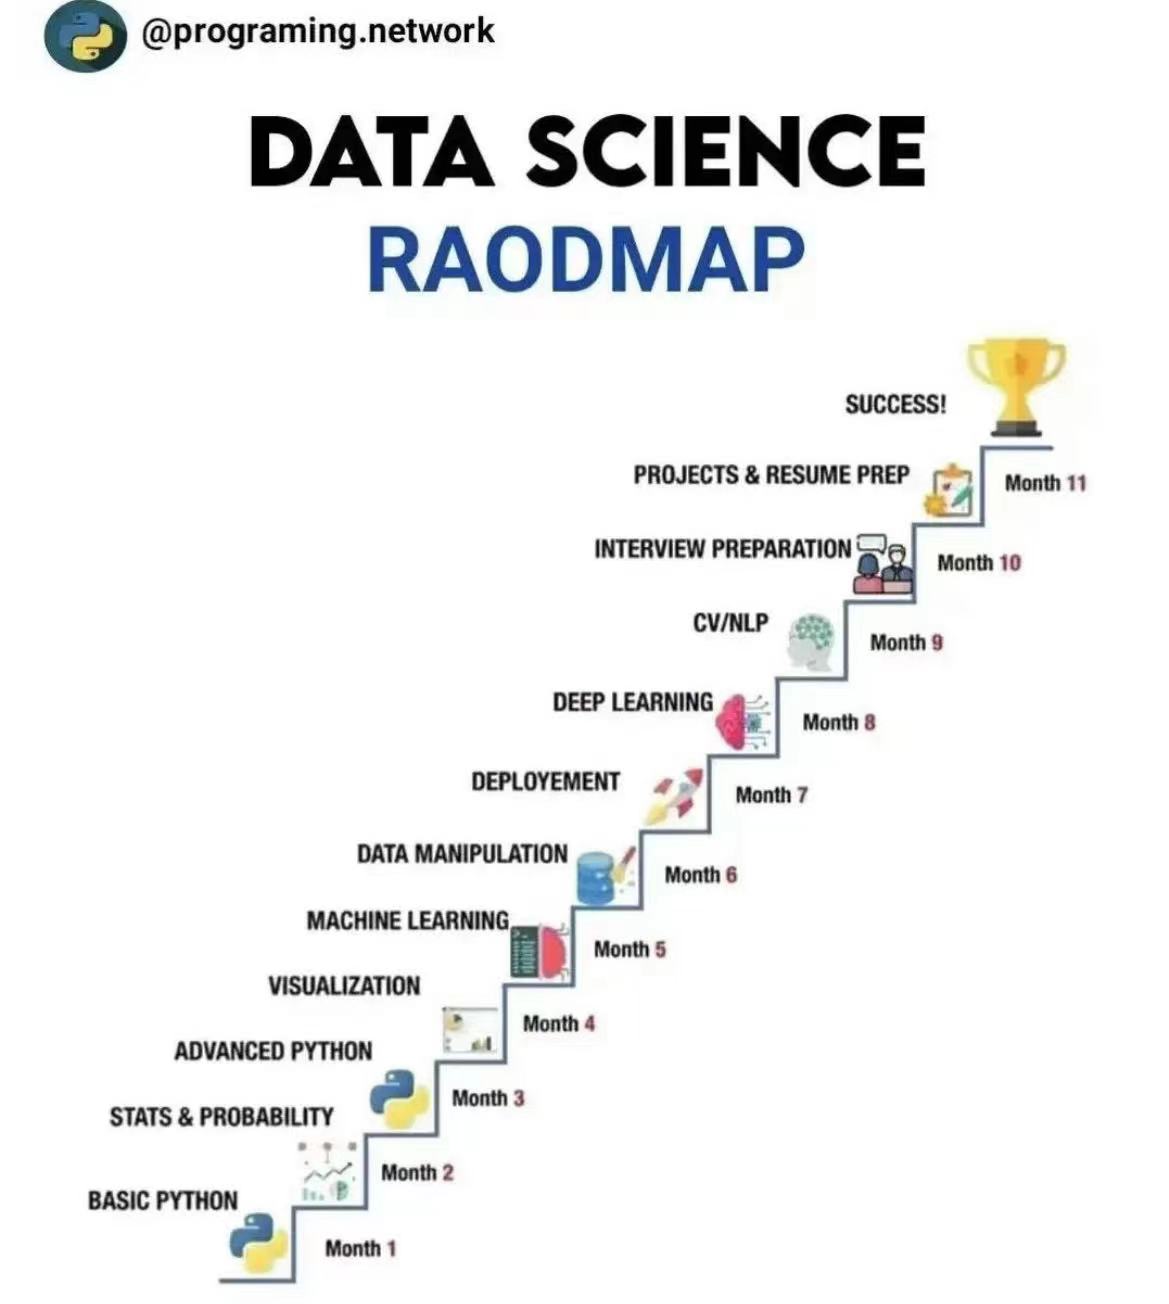 @programing.network
DATA SCIENCE
RAODMAP
SUCCESS!
PROJECTS & RESUME PREP
Month 11
INTERVIEW PREPARATION
Month 10
CV/NLP
Month 9
DEEP LEARNING
Month 8
DEPLOYEMENT
Month 7
DATA MANIPULATION
Month 6
MACHINE LEARNING
Month 5
VISUALIZATION
Month 4
ADVANCED PYTHON
Month 3
STATS & PROBABILITY
Month 2
BASIC PYTHON
Month 1